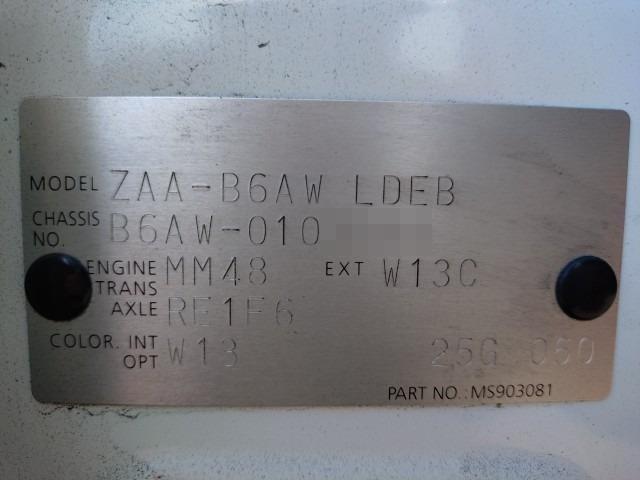 MODEL ZAA-B6AW LDEB
CHASSIS NO. B6AW-010
ENGINE MM48 EXT W13C
TRANS AXLE RE1F6
COLOR. INT OPT W13 25G 060
PART NO.: MS903081